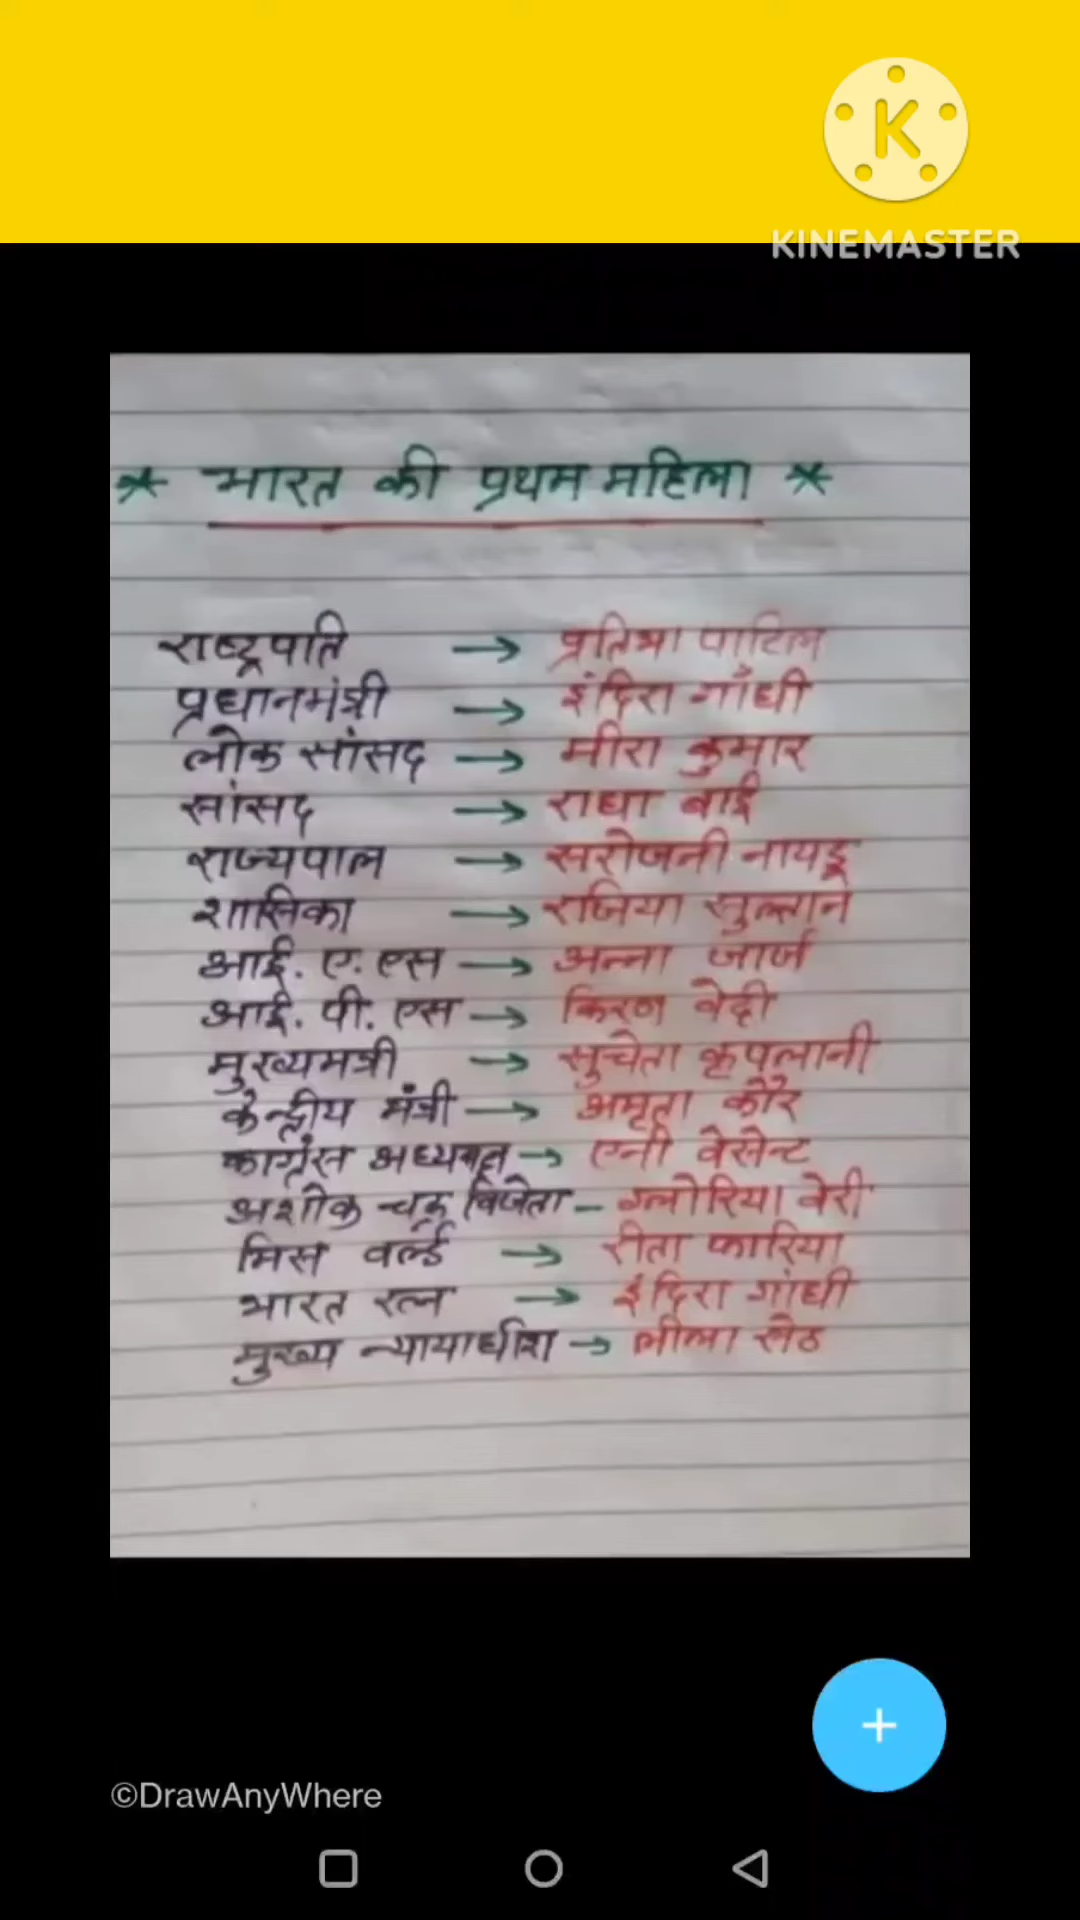 KINEMASTER
* भारत की प्रथम महिला *
राष्ट्रपति → प्रतिभा पाटिल
प्रधानमंत्री → इंदिरा गाँधी
लोक सांसद → मीरा कुमार
सांसद → राधा बाई
राज्यपाल → सरोजनी नायडू
शासिका → रजिया सुल्तान
आई. ए. एस → अन्ना जार्ज
आई. पी. एस → किरण वेदी
मुख्यमत्री → सुचेता कृपलानी
केन्द्रीय मंत्री → अमृता कौर
कांग्रेस अध्यक्ष → एनी वेसेन्ट
अशोक चक्र विजेता – ग्लोरिया वेरी
मिस वर्ल्ड → रीता फारिया
भारत रत्न → इंदिरा गांधी
मुख्य न्यायाधीश → लीला सेठ
©DrawAnyWhere